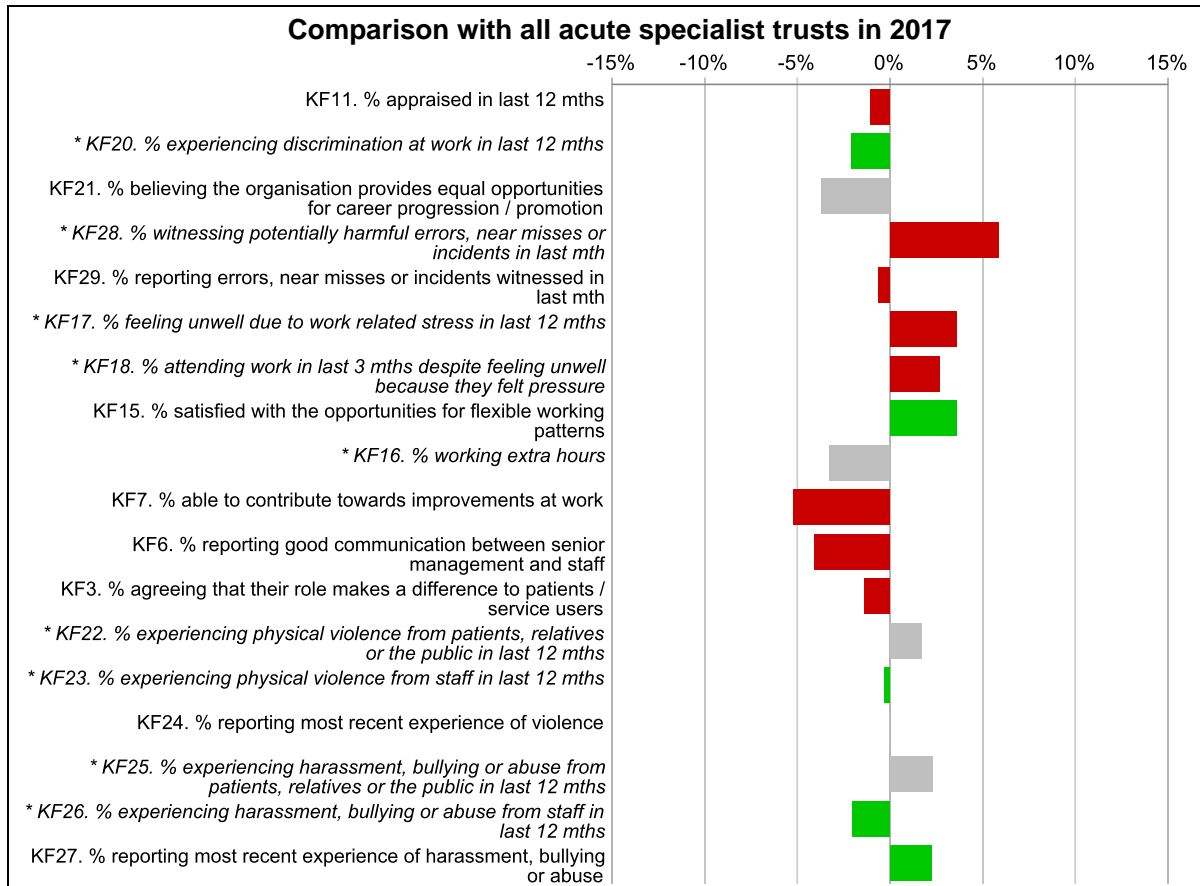 Comparison with all acute specialist trusts in 2017
-15% -10% -5% 0% 5% 10% 15%
KF11. % appraised in last 12 mths
* KF20. % experiencing discrimination at work in last 12 mths
KF21. % believing the organisation provides equal opportunities
for career progression / promotion
* KF28. % witnessing potentially harmful errors, near misses or
incidents in last mth
KF29. % reporting errors, near misses or incidents witnessed in
last mth
* KF17. % feeling unwell due to work related stress in last 12 mths
* KF18. % attending work in last 3 mths despite feeling unwell
because they felt pressure
KF15. % satisfied with the opportunities for flexible working
patterns
* KF16. % working extra hours
KF7. % able to contribute towards improvements at work
KF6. % reporting good communication between senior
management and staff
KF3. % agreeing that their role makes a difference to patients /
service users
* KF22. % experiencing physical violence from patients, relatives
or the public in last 12 mths
* KF23. % experiencing physical violence from staff in last 12 mths
KF24. % reporting most recent experience of violence
* KF25. % experiencing harassment, bullying or abuse from
patients, relatives or the public in last 12 mths
* KF26. % experiencing harassment, bullying or abuse from staff in
last 12 mths
KF27. % reporting most recent experience of harassment, bullying
or abuse